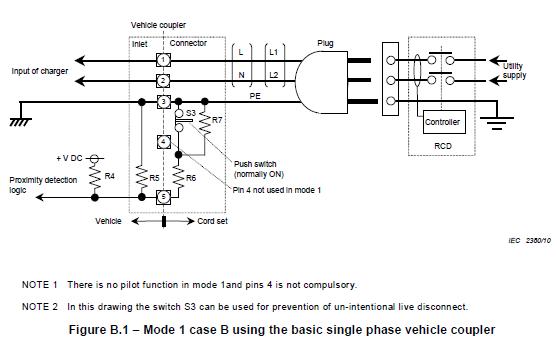 Vehicle coupler
Inlet Connector
Plug
L L1
N L2
PE
Input of charger
Utility
supply
1
2
3
4
5
S3
R7
Controller
RCD
Push switch
(normally ON)
Pin 4 not used in mode 1
+ V DC
R4
R5
R6
Proximity detection
logic
Vehicle Cord set
IEC 2380/10
NOTE 1 There is no pilot function in mode 1and pins 4 is not compulsory.
NOTE 2 In this drawing the switch S3 can be used for prevention of un-intentional live disconnect.
Figure B.1 – Mode 1 case B using the basic single phase vehicle coupler